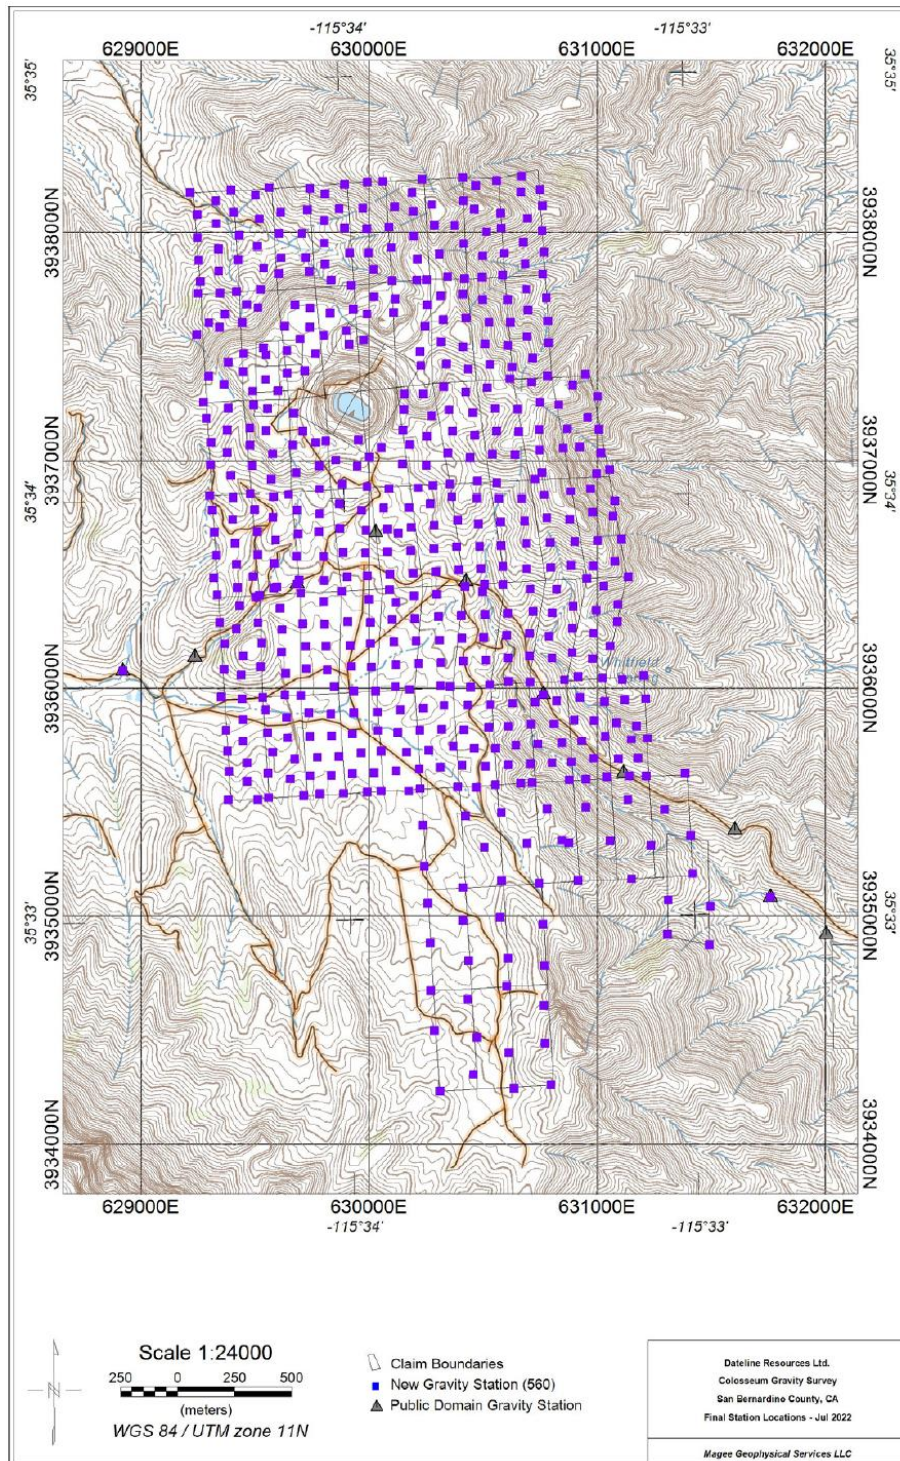 -115°34' -115°33'
629000E 630000E 631000E 632000E
35°35' 35°35'
3938000N 3938000N
3937000N 3937000N
35°34' 35°34'
Whitfield
3936000N 3936000N
35°33' 35°33'
3935000N 3935000N
3934000N 3934000N
629000E 630000E 631000E 632000E
-115°34' -115°33'
Scale 1:24000
250 0 250 500
(meters)
WGS 84 / UTM zone 11N
N
Claim Boundaries
New Gravity Station (560)
Public Domain Gravity Station
Dateline Resources Ltd.
Colosseum Gravity Survey
San Bernardino County, CA
Final Station Locations - Jul 2022
Magee Geophysical Services LLC